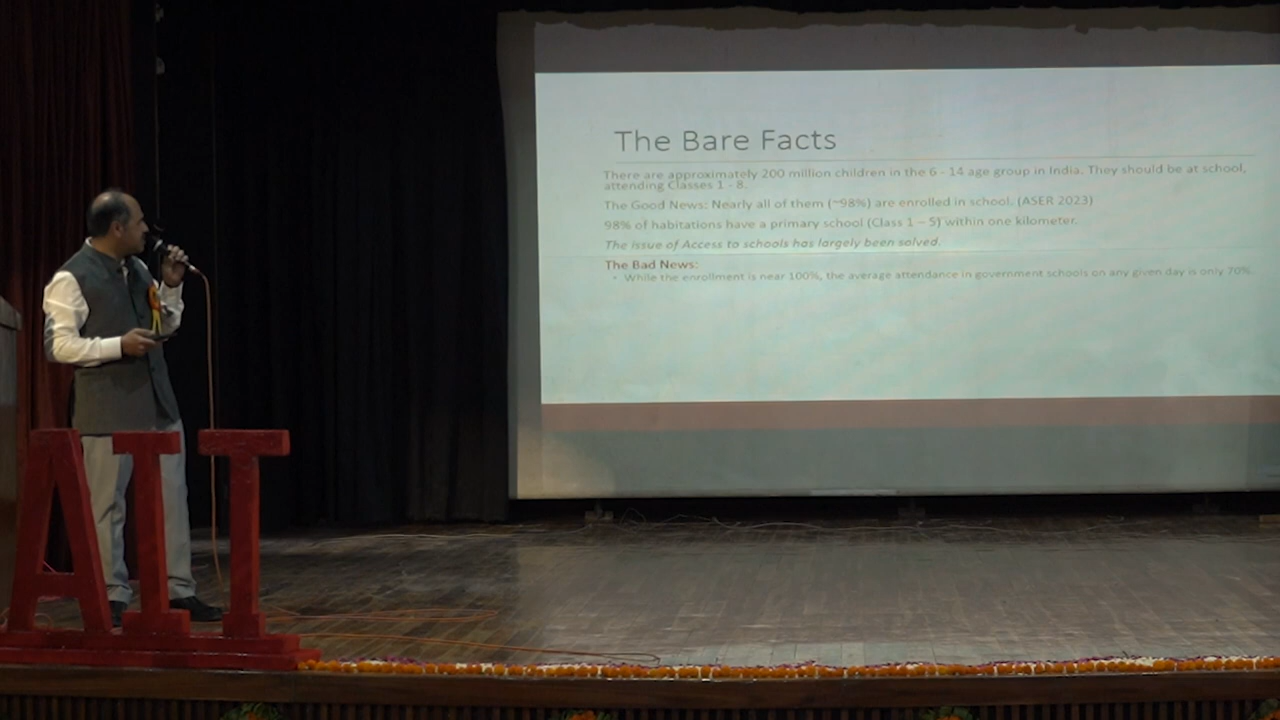 The Bare Facts
There are approximately 200 million children in the 6 - 14 age group in India. They should be at school,
attending Classes 1 - 8.
The Good News: Nearly all of them (~98%) are enrolled in school. (ASER 2023)
98% of habitations have a primary school (Class 1 – 5) within one kilometer.
The issue of Access to schools has largely been solved.
The Bad News:
• While the enrollment is near 100%, the average attendance in government schools on any given day is only 70%.
AII